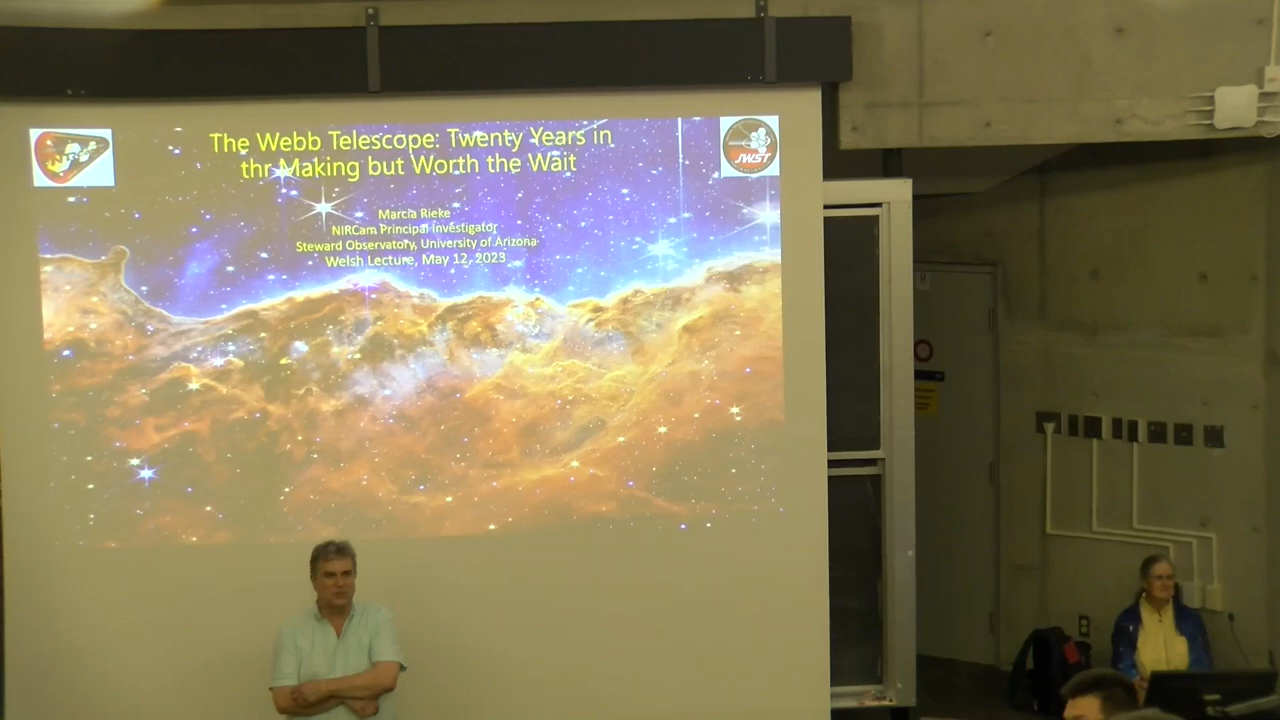 The Webb Telescope: Twenty Years in
thr Making but Worth the Wait
JWST
Marcia Rieke
NIRCam Principal Investigator
Steward Observatory, University of Arizona
Welsh Lecture, May 12, 2023